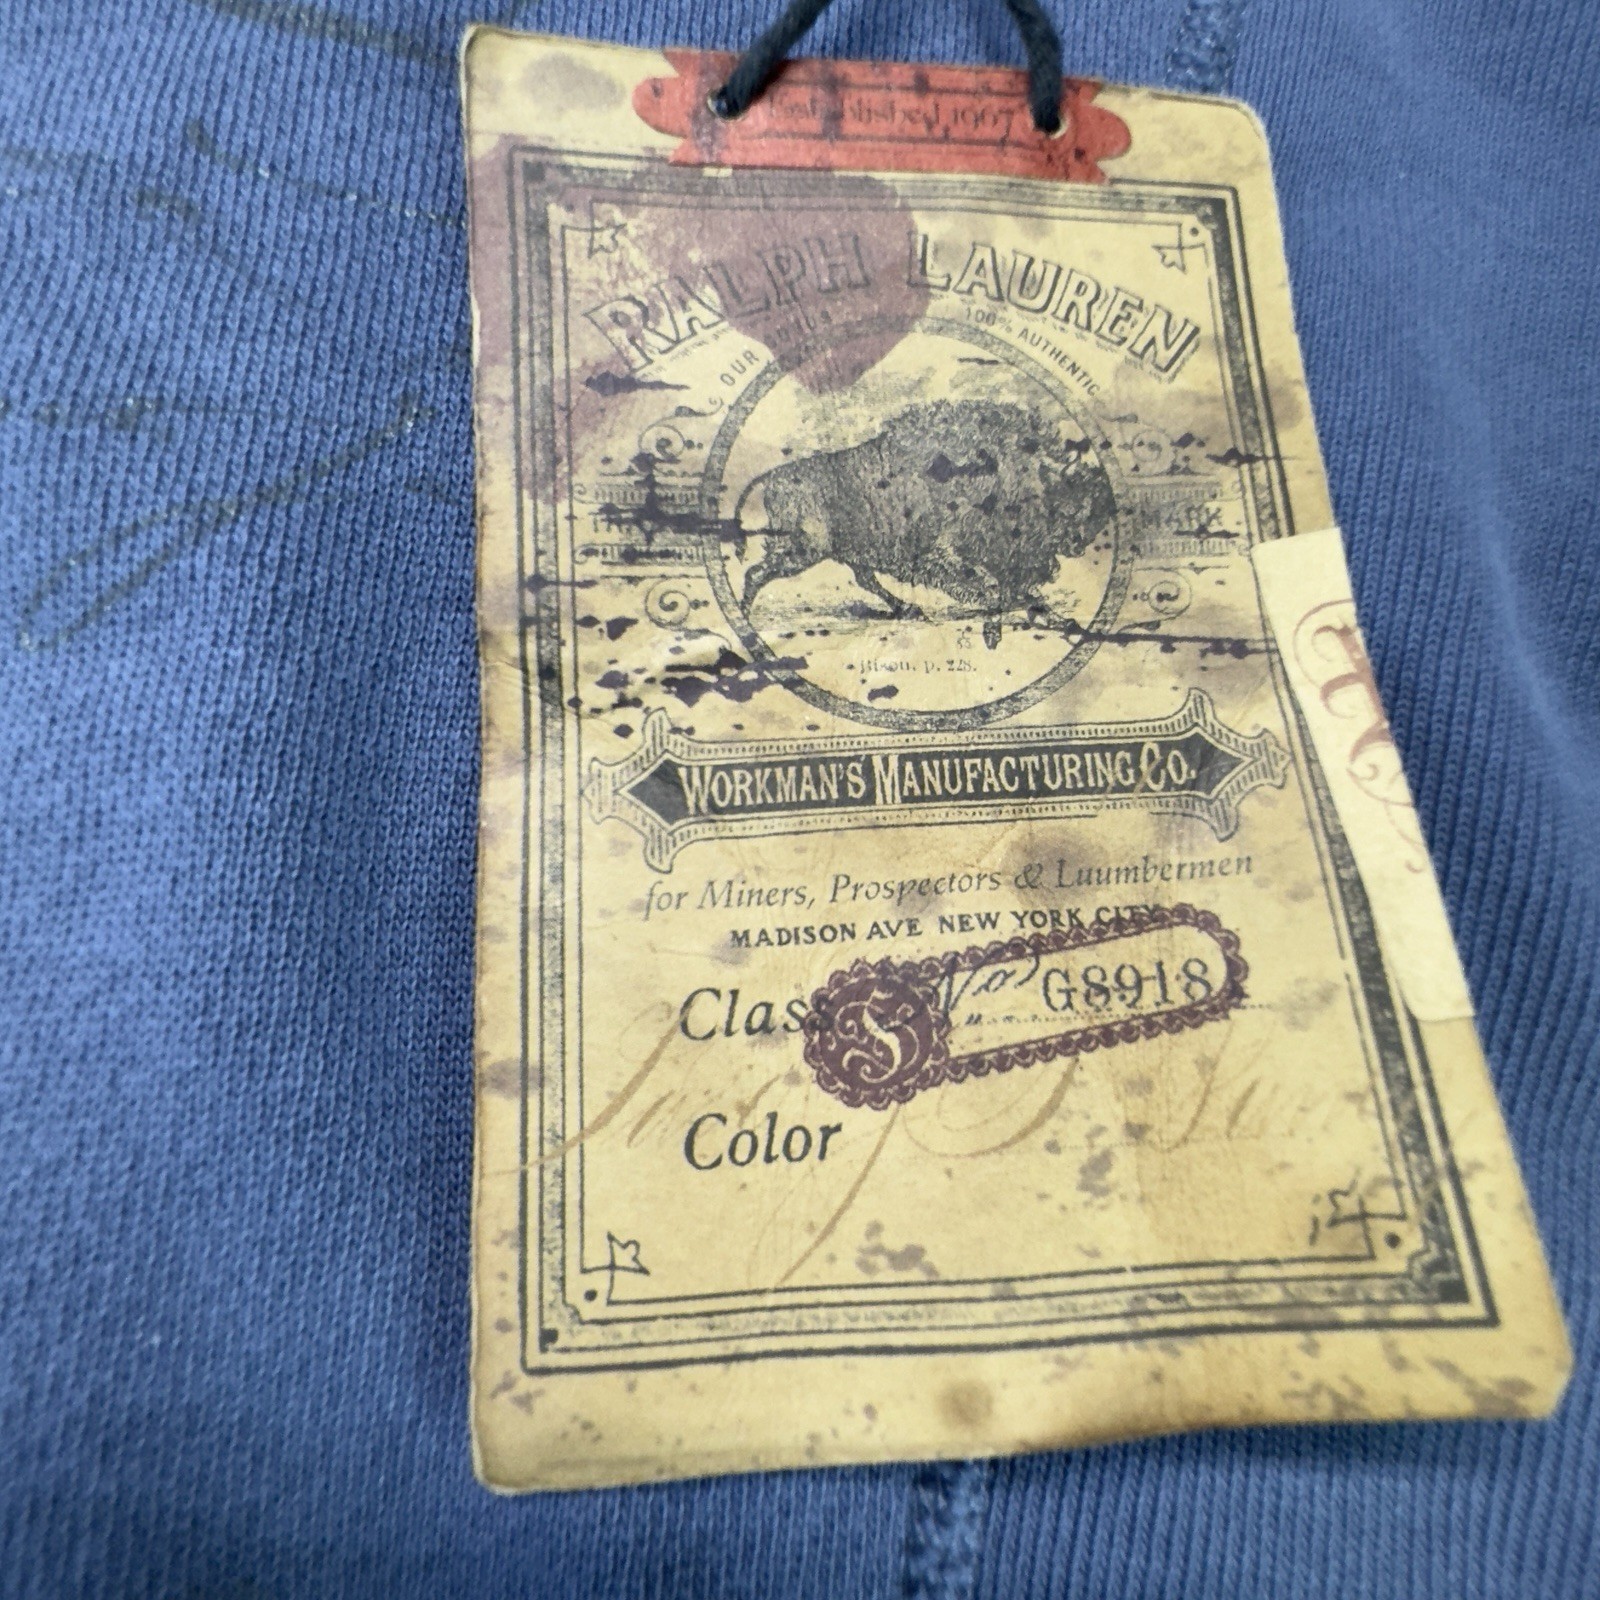 Established 1967
RALPH LAUREN
OUR
100% AUTHENTIC
MARK
Bison. p. 228.
WORKMAN'S MANUFACTURING CO.
for Miners, Prospectors & Luumbermen
MADISON AVE NEW YORK CITY
Class G8918
Color